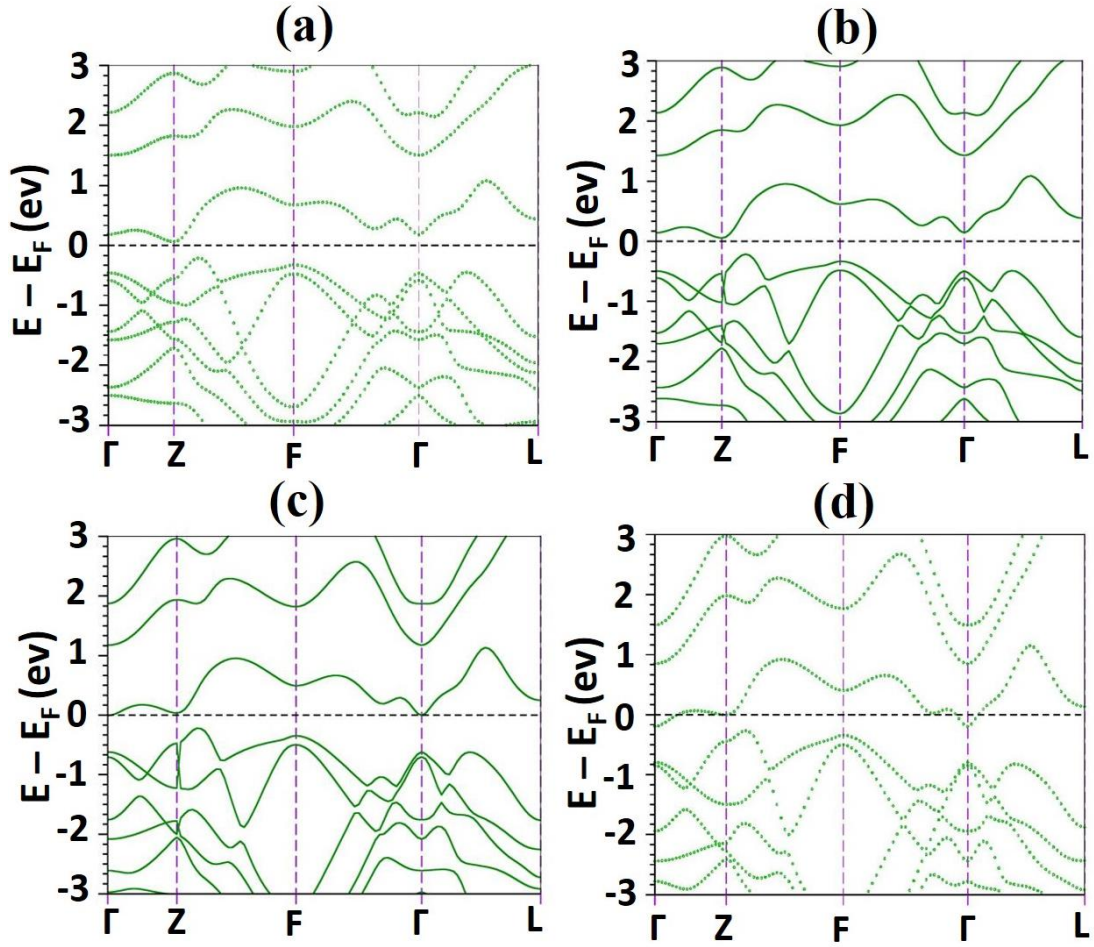 (a)
3
2
1
0
-1
-2
-3
E – E_F (ev)
Γ Z F Γ L
(b)
3
2
1
0
-1
-2
-3
E – E_F (ev)
Γ Z F Γ L
(c)
3
2
1
0
-1
-2
-3
E – E_F (ev)
Γ Z F Γ L
(d)
3
2
1
0
-1
-2
-3
E – E_F (ev)
Γ Z F Γ L